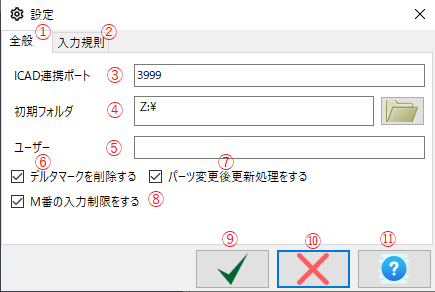 設定
全般 ① 入力規則 ②
ICAD連携ポート ③ 3999
初期フォルダ ④ Z:¥
ユーザー ⑤
⑥ ⑦
デルタマークを削除する パーツ変更後更新処理をする
M番の入力制限をする ⑧
⑨ ⑩ ⑪
?